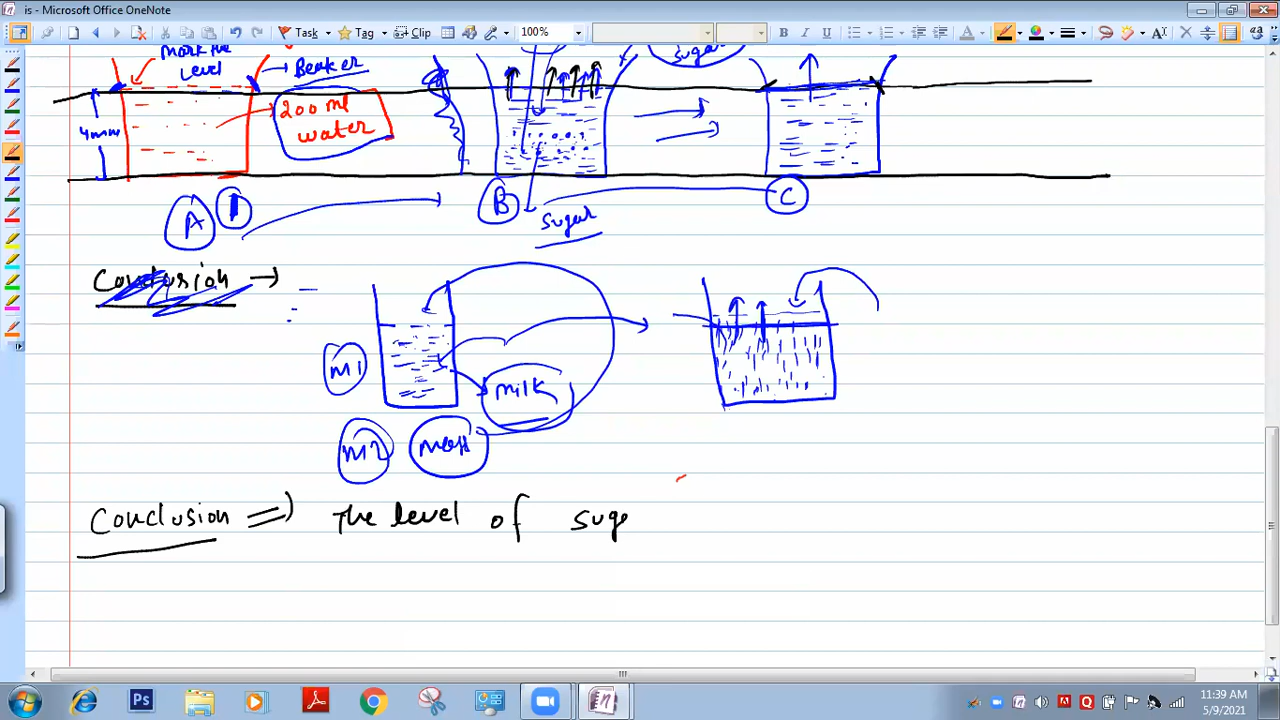 is - Microsoft Office OneNote
Task
Tag
Clip
100%
B I U
Mark the
level
Beaker
200 ml
water
4mm
sugar
A
B
C
sugar
Conclusion →
M1
milk
M2
Conclusion ⇒ The level of suga
11:39 AM
5/9/2021